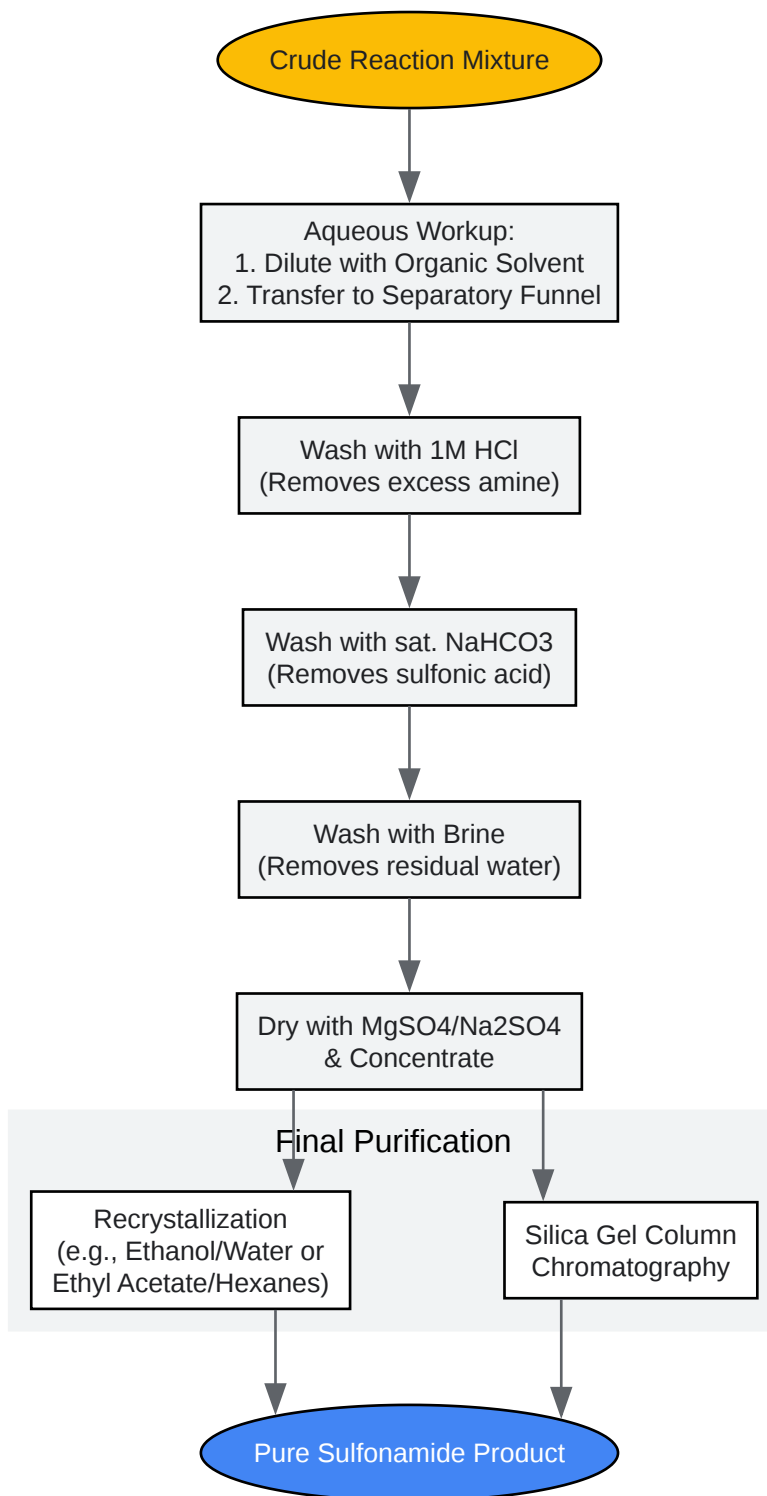 Crude Reaction Mixture
Aqueous Workup:
1. Dilute with Organic Solvent
2. Transfer to Separatory Funnel
Wash with 1M HCl
(Removes excess amine)
Wash with sat. NaHCO3
(Removes sulfonic acid)
Wash with Brine
(Removes residual water)
Dry with MgSO4/Na2SO4
& Concentrate
Final Purification
Recrystallization
(e.g., Ethanol/Water or
Ethyl Acetate/Hexanes)
Silica Gel Column
Chromatography
Pure Sulfonamide Product